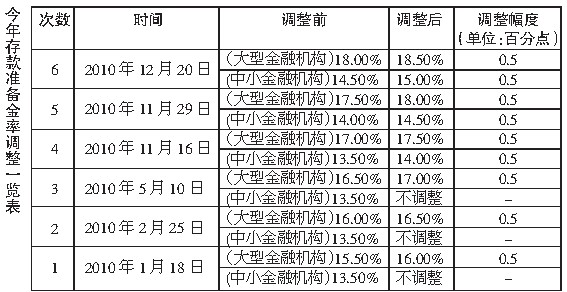 今年存款准备金率调整一览表
次数 时间 调整前 调整后 调整幅度
(单位:百分点)
6 2010年12月20日 (大型金融机构)18.00% 18.50% 0.5
(中小金融机构)14.50% 15.00% 0.5
5 2010年11月29日 (大型金融机构)17.50% 18.00% 0.5
(中小金融机构)14.00% 14.50% 0.5
4 2010年11月16日 (大型金融机构)17.00% 17.50% 0.5
(中小金融机构)13.50% 14.00% 0.5
3 2010年5月10日 (大型金融机构)16.50% 17.00% 0.5
(中小金融机构)13.50% 不调整 –
2 2010年2月25日 (大型金融机构)16.00% 16.50% 0.5
(中小金融机构)13.50% 不调整 –
1 2010年1月18日 (大型金融机构)15.50% 16.00% 0.5
(中小金融机构)13.50% 不调整 –